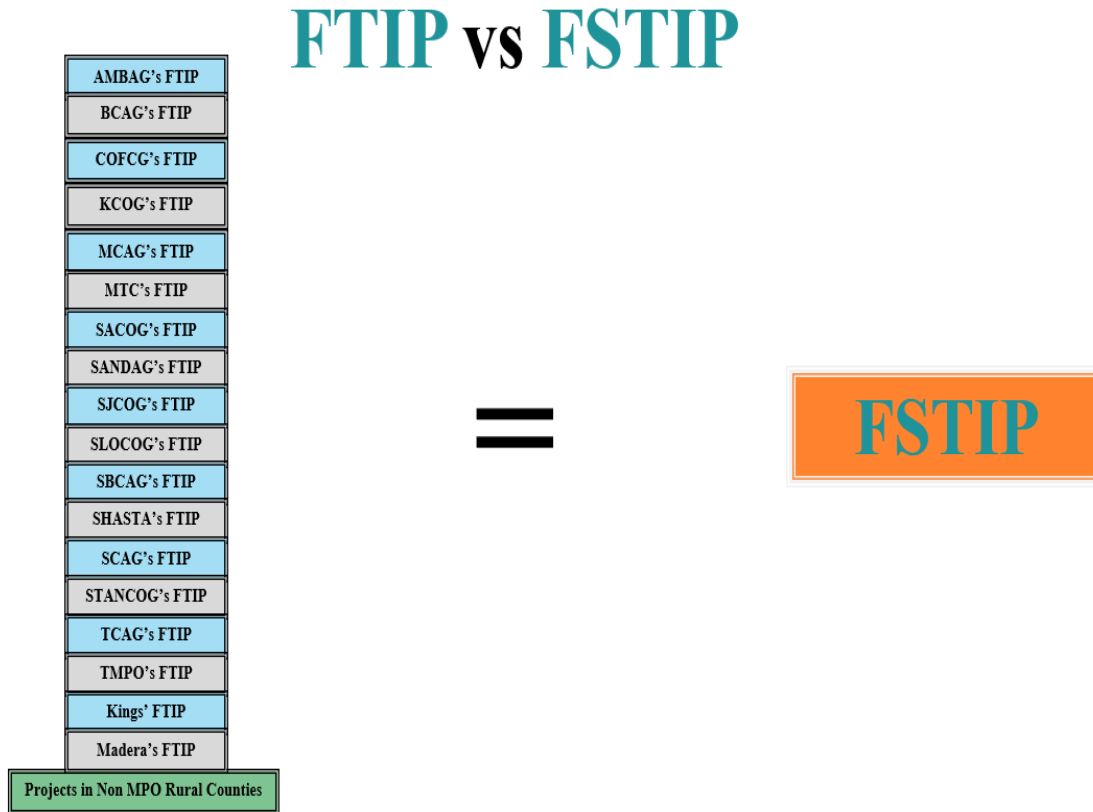 FTIP vs FSTIP
AMBAG's FTIP
BCAG's FTIP
COFCG's FTIP
KCOG's FTIP
MCAG's FTIP
MTC's FTIP
SACOG's FTIP
SANDAG's FTIP
SJCOG's FTIP
SLOCOG's FTIP
SBCAG's FTIP
SHASTA's FTIP
SCAG's FTIP
STANCOG's FTIP
TCAG's FTIP
TMPO's FTIP
Kings' FTIP
Madera's FTIP
Projects in Non MPO Rural Counties
=
FSTIP